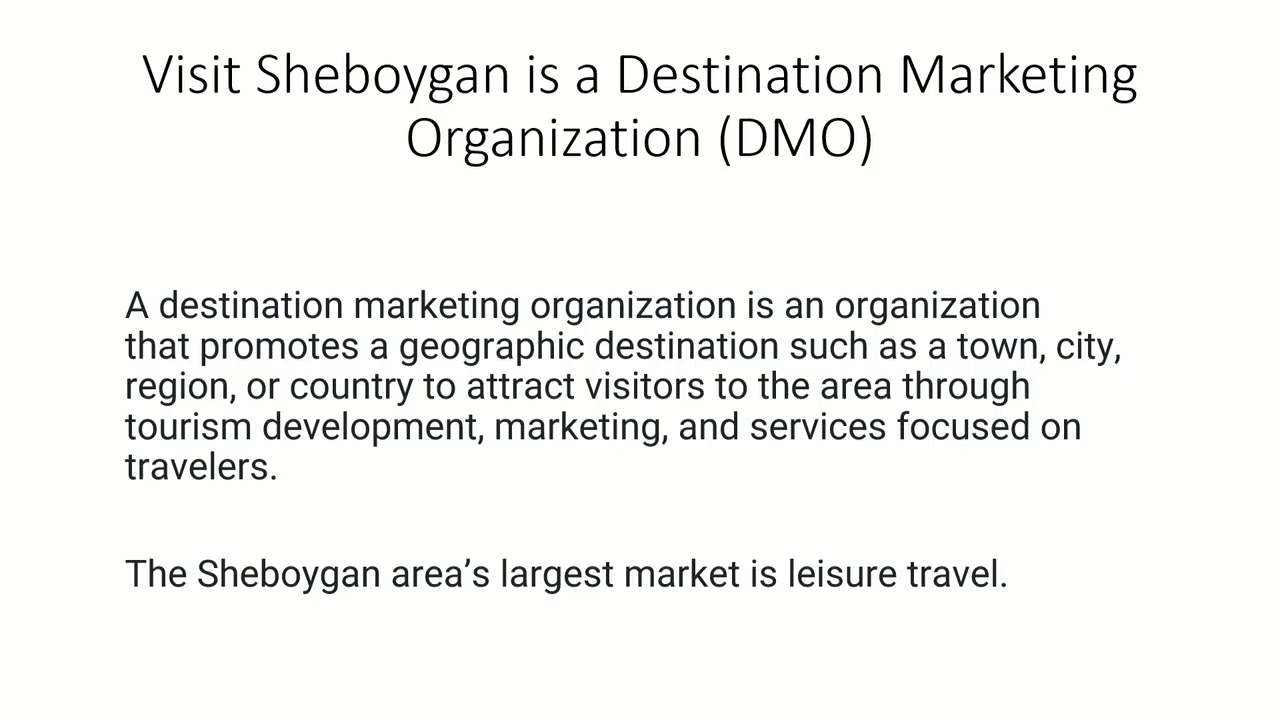 Visit Sheboygan is a Destination Marketing
Organization (DMO)
A destination marketing organization is an organization
that promotes a geographic destination such as a town, city,
region, or country to attract visitors to the area through
tourism development, marketing, and services focused on
travelers.
The Sheboygan area’s largest market is leisure travel.